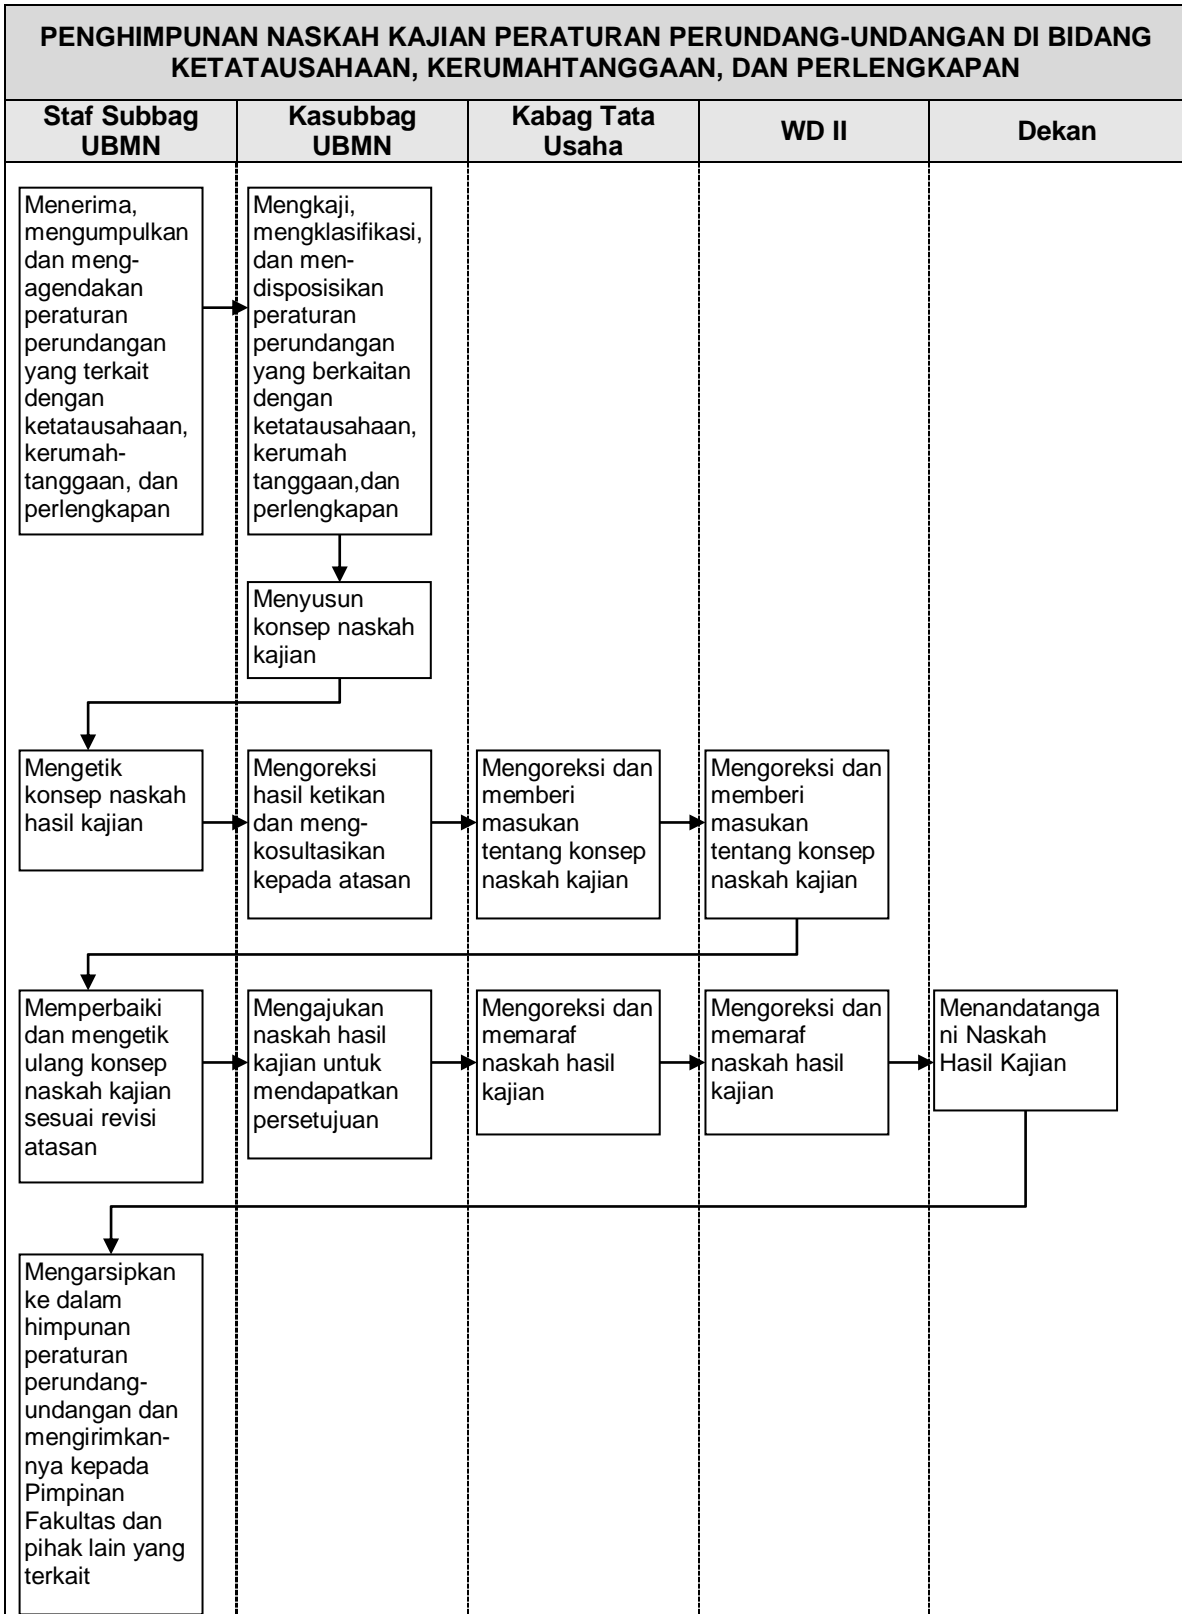 PENGHIMPUNAN NASKAH KAJIAN PERATURAN PERUNDANG-UNDANGAN DI BIDANG
KETATAUSAHAAN, KERUMAHTANGGAAN, DAN PERLENGKAPAN
Staf Subbag
UBMN
Kasubbag
UBMN
Kabag Tata
Usaha
WD II
Dekan
Menerima,
mengumpulkan
dan meng-
agendakan
peraturan
perundangan
yang terkait
dengan
ketatausahaan,
kerumah-
tanggaan, dan
perlengkapan
Mengkaji,
mengklasifikasi,
dan men-
disposisikan
peraturan
perundangan
yang berkaitan
dengan
ketatausahaan,
kerumah
tanggaan,dan
perlengkapan
Menyusun
konsep naskah
kajian
Mengetik
konsep naskah
hasil kajian
Mengoreksi
hasil ketikan
dan meng-
kosultasikan
kepada atasan
Mengoreksi dan
memberi
masukan
tentang konsep
naskah kajian
Mengoreksi dan
memberi
masukan
tentang konsep
naskah kajian
Memperbaiki
dan mengetik
ulang konsep
naskah kajian
sesuai revisi
atasan
Mengajukan
naskah hasil
kajian untuk
mendapatkan
persetujuan
Mengoreksi dan
memaraf
naskah hasil
kajian
Mengoreksi dan
memaraf
naskah hasil
kajian
Menandatanga
ni Naskah
Hasil Kajian
Mengarsipkan
ke dalam
himpunan
peraturan
perundang-
undangan dan
mengirimkan-
nya kepada
Pimpinan
Fakultas dan
pihak lain yang
terkait